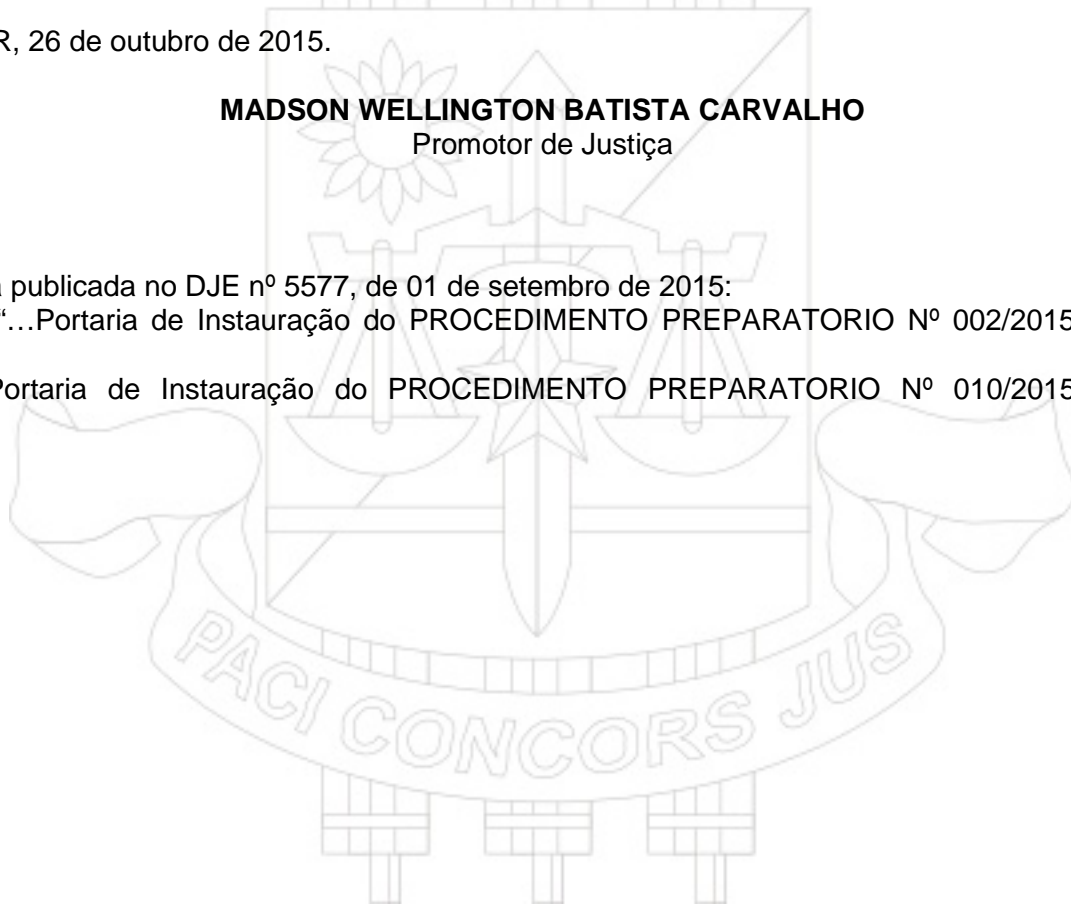 R, 26 de outubro de 2015.
MADSON WELLINGTON BATISTA CARVALHO
Promotor de Justiça
a publicada no DJE nº 5577, de 01 de setembro de 2015:
“…Portaria de Instauração do PROCEDIMENTO PREPARATORIO Nº 002/2015
Portaria de Instauração do PROCEDIMENTO PREPARATORIO Nº 010/2015
PACI CONCORS JUS